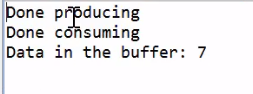 Done producing
Done consuming
Data in the buffer: 7